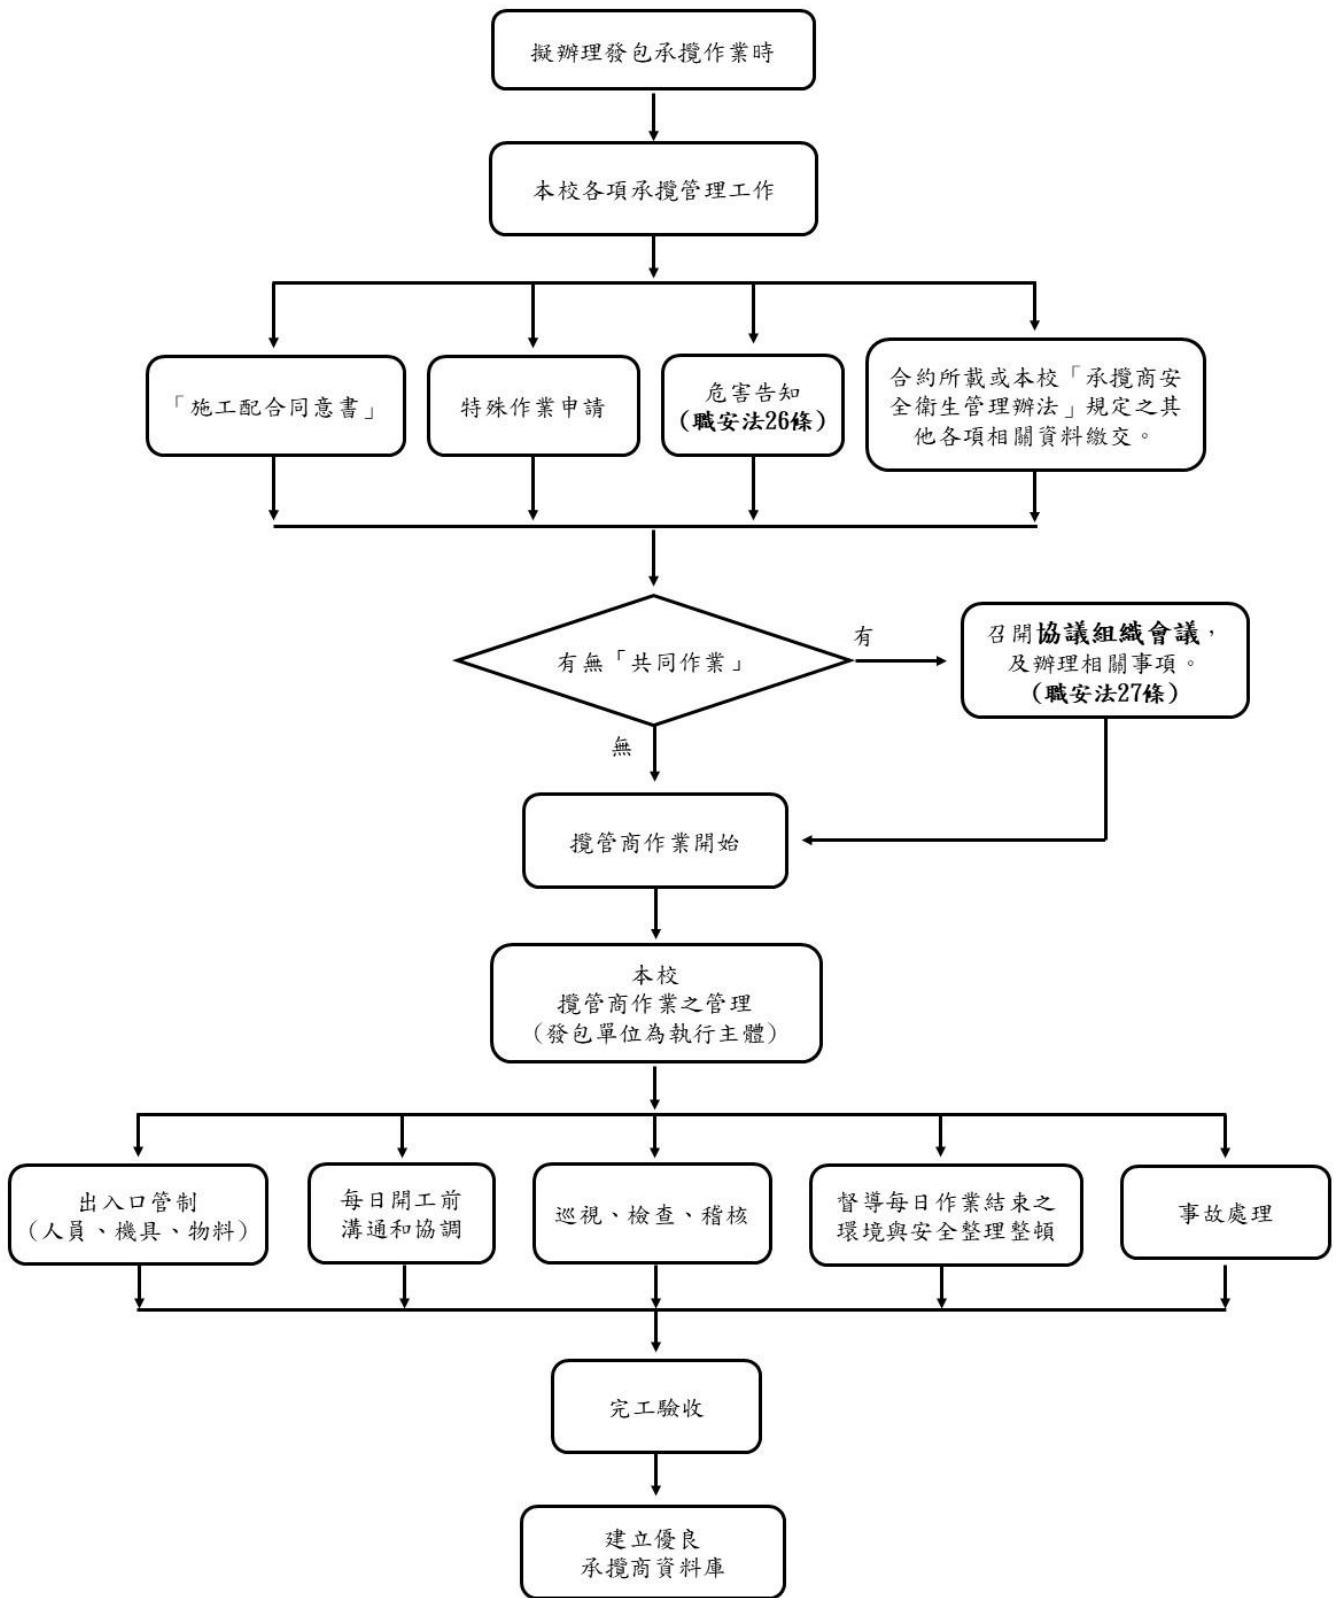 擬辦理發包承攬作業時
本校各項承攬管理工作
「施工配合同意書」
特殊作業申請
危害告知
(職安法26條)
合約所載或本校「承攬商安
全衛生管理辦法」規定之其
他各項相關資料繳交。
有無「共同作業」
有
召開協議組織會議，
及辦理相關事項。
(職安法27條)
無
攬管商作業開始
本校
攬管商作業之管理
(發包單位為執行主體)
出入口管制
(人員、機具、物料)
每日開工前
溝通和協調
巡視、檢查、稽核
督導每日作業結束之
環境與安全整理整頓
事故處理
完工驗收
建立優良
承攬商資料庫